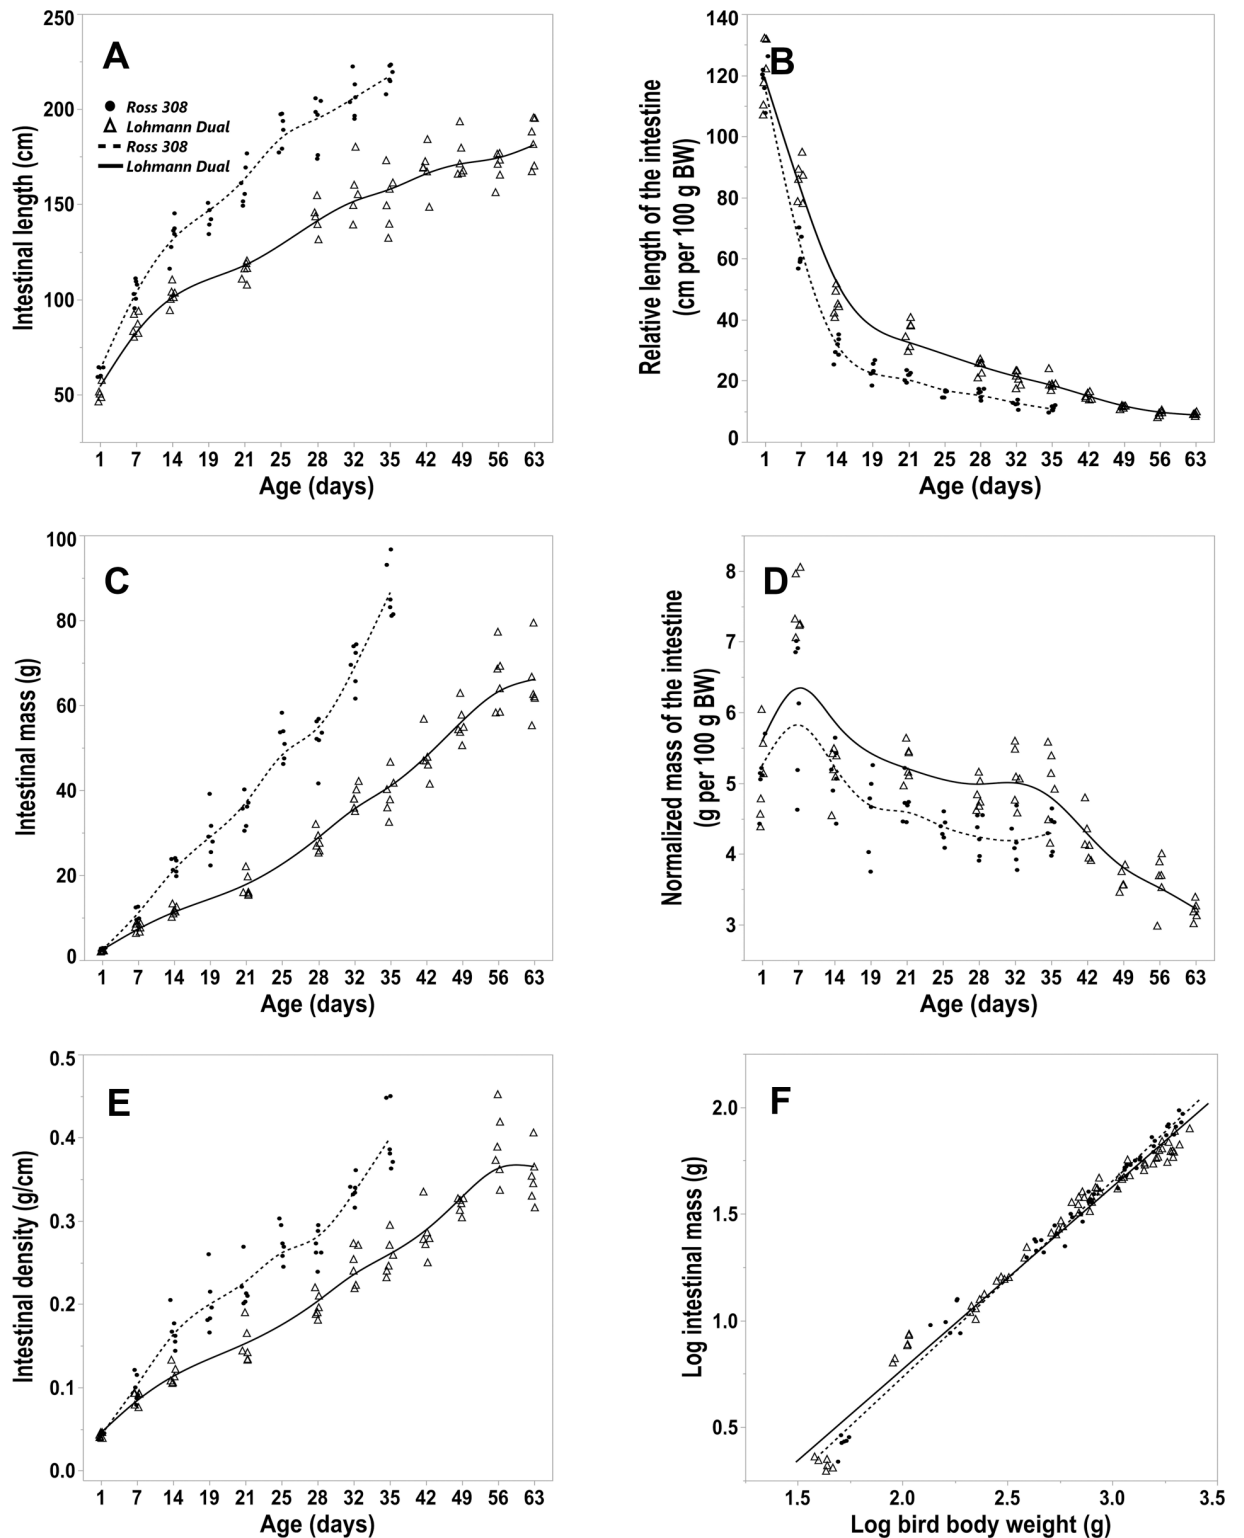 A
Intestinal length (cm)
250
200
150
100
50
Ross 308
Lohmann Dual
Ross 308
Lohmann Dual
1 7 14 19 21 25 28 32 35 42 49 56 63
Age (days)
B
Relative length of the intestine
(cm per 100 g BW)
140
120
100
80
60
40
20
0
1 7 14 19 21 25 28 32 35 42 49 56 63
Age (days)
C
Intestinal mass (g)
100
80
60
40
20
0
1 7 14 19 21 25 28 32 35 42 49 56 63
Age (days)
D
Normalized mass of the intestine
(g per 100 g BW)
8
7
6
5
4
3
1 7 14 19 21 25 28 32 35 42 49 56 63
Age (days)
E
Intestinal density (g/cm)
0.5
0.4
0.3
0.2
0.1
0.0
1 7 14 19 21 25 28 32 35 42 49 56 63
Age (days)
F
Log intestinal mass (g)
2.0
1.5
1.0
0.5
1.5 2.0 2.5 3.0 3.5
Log bird body weight (g)